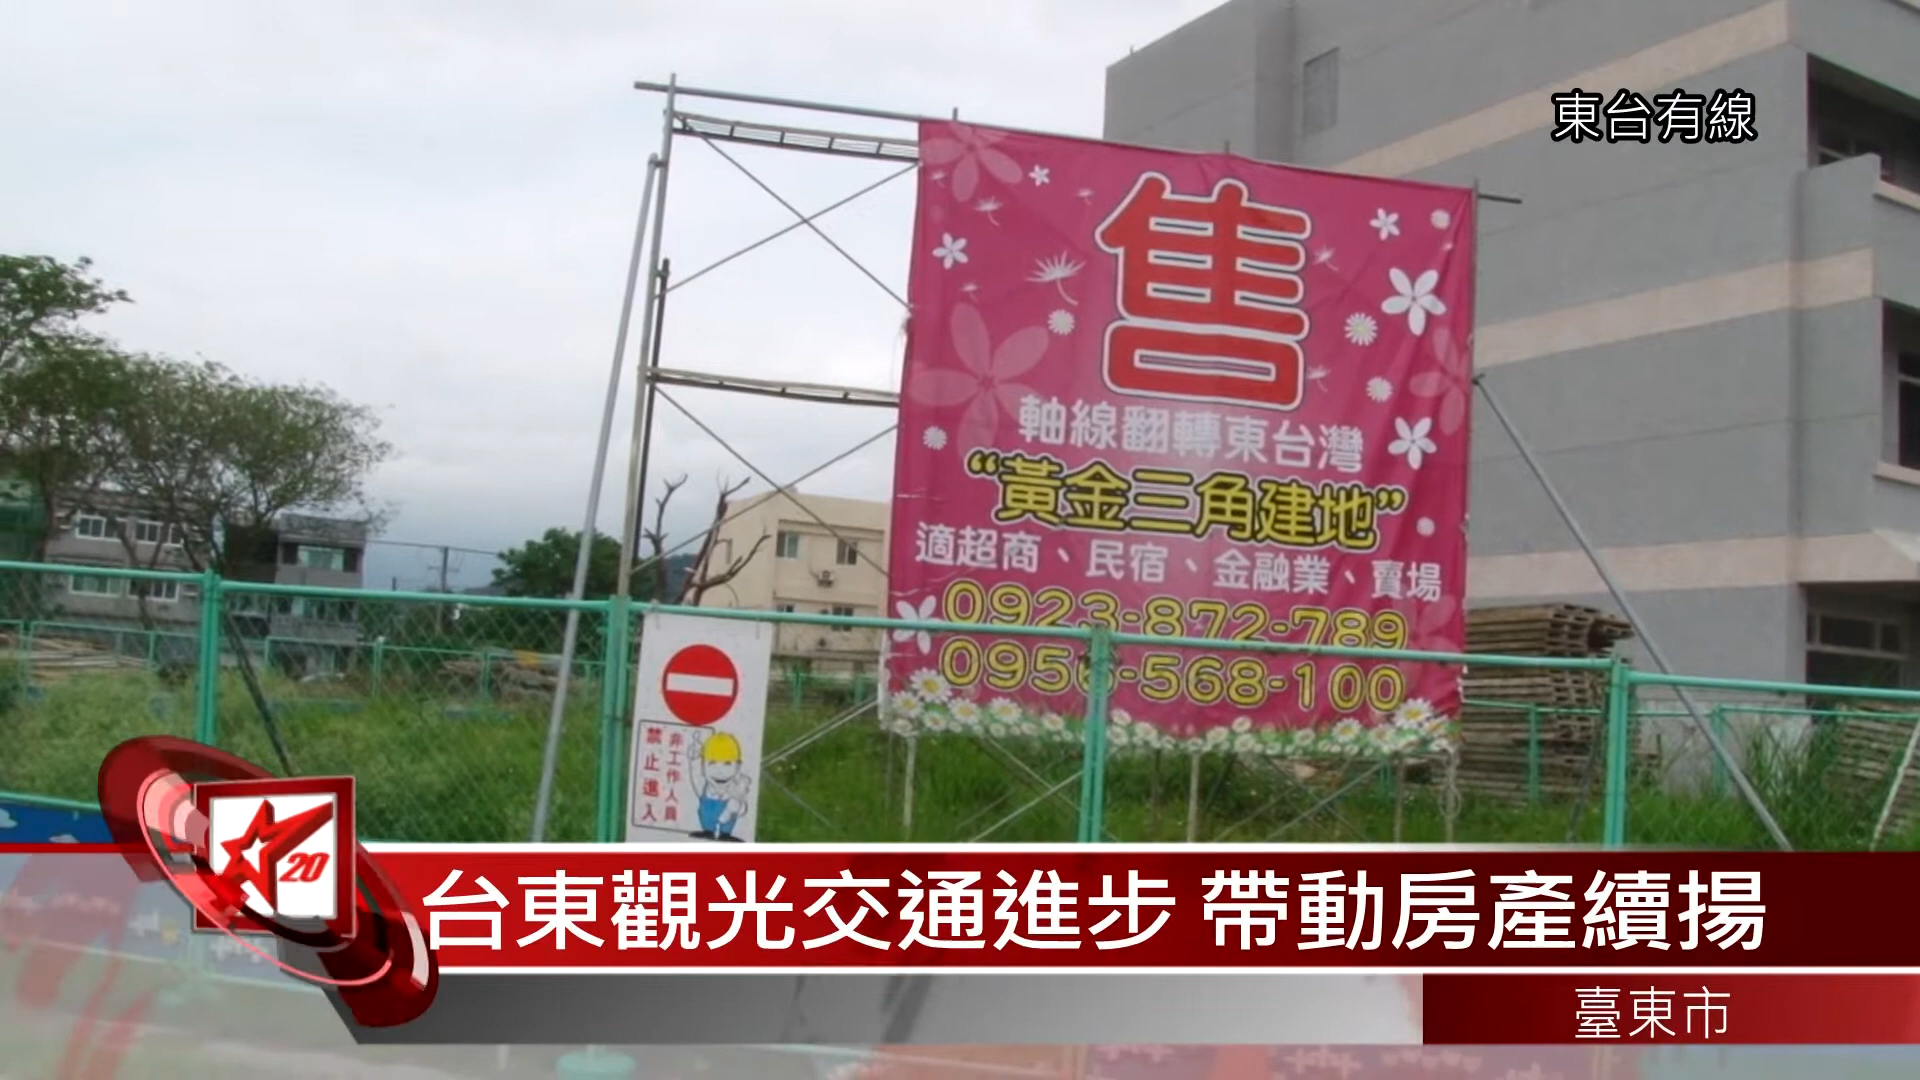 東台有線
售
軸線翻轉東台灣
“黃金三角建地”
適超商、民宿、金融業、賣場
0923-872-789
0956-568-100
非工作人員
禁止進入
20
台東觀光交通進步 帶動房產續揚
臺東市